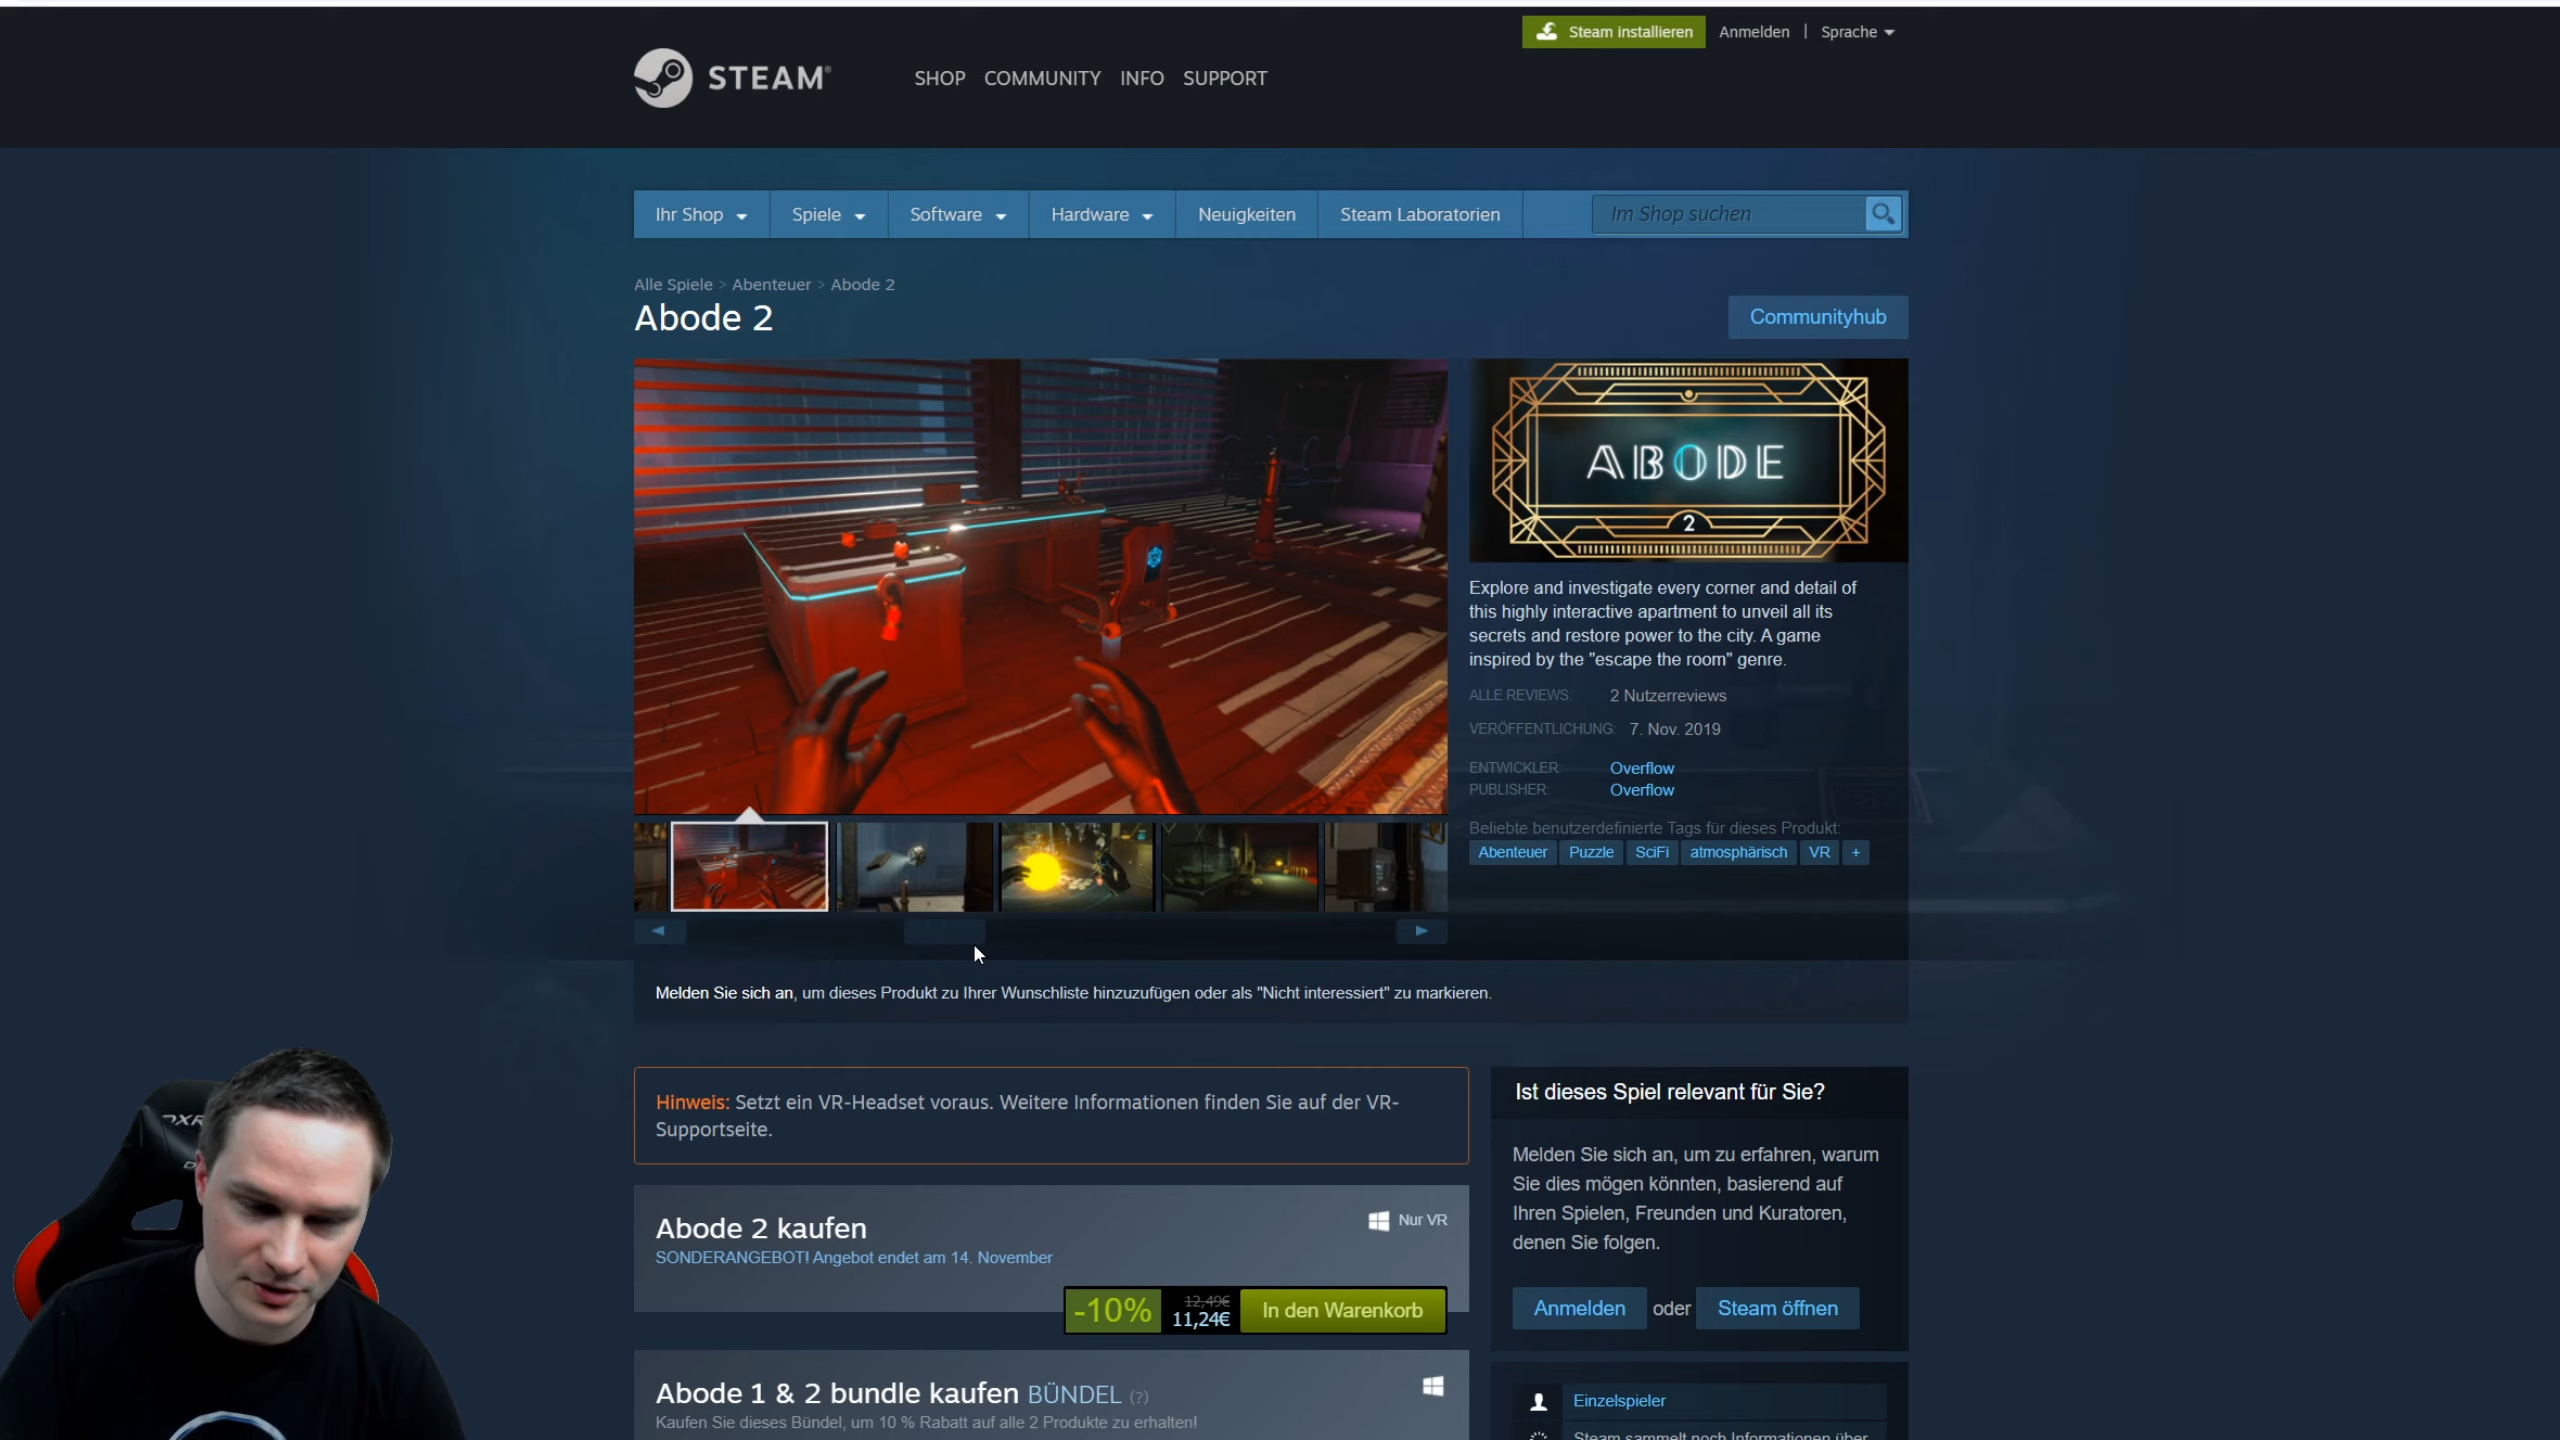 Steam installieren
Anmelden | Sprache
STEAM®
SHOP COMMUNITY INFO SUPPORT
Ihr Shop
Spiele
Software
Hardware
Neuigkeiten
Steam Laboratorien
Im Shop suchen
Alle Spiele > Abenteuer > Abode 2
Abode 2
Communityhub
ABODE
2
Explore and investigate every corner and detail of
this highly interactive apartment to unveil all its
secrets and restore power to the city. A game
inspired by the "escape the room" genre.
ALLE REVIEWS: 2 Nutzerreviews
VERÖFFENTLICHUNG: 7. Nov. 2019
ENTWICKLER: Overflow
PUBLISHER: Overflow
Beliebte benutzerdefinierte Tags für dieses Produkt:
Abenteuer Puzzle SciFi atmosphärisch VR +
Melden Sie sich an, um dieses Produkt zu Ihrer Wunschliste hinzuzufügen oder als "Nicht interessiert" zu markieren.
Hinweis: Setzt ein VR-Headset voraus. Weitere Informationen finden Sie auf der VR-
Supportseite.
Abode 2 kaufen
Nur VR
SONDERANGEBOT! Angebot endet am 14. November
-10%
12,49€
11,24€
In den Warenkorb
Abode 1 & 2 bundle kaufen BÜNDEL (?)
Kaufen Sie dieses Bündel, um 10 % Rabatt auf alle 2 Produkte zu erhalten!
Ist dieses Spiel relevant für Sie?
Melden Sie sich an, um zu erfahren, warum
Sie dies mögen könnten, basierend auf
Ihren Spielen, Freunden und Kuratoren,
denen Sie folgen.
Anmelden oder Steam öffnen
Einzelspieler
Steam sammelt noch Informationen über